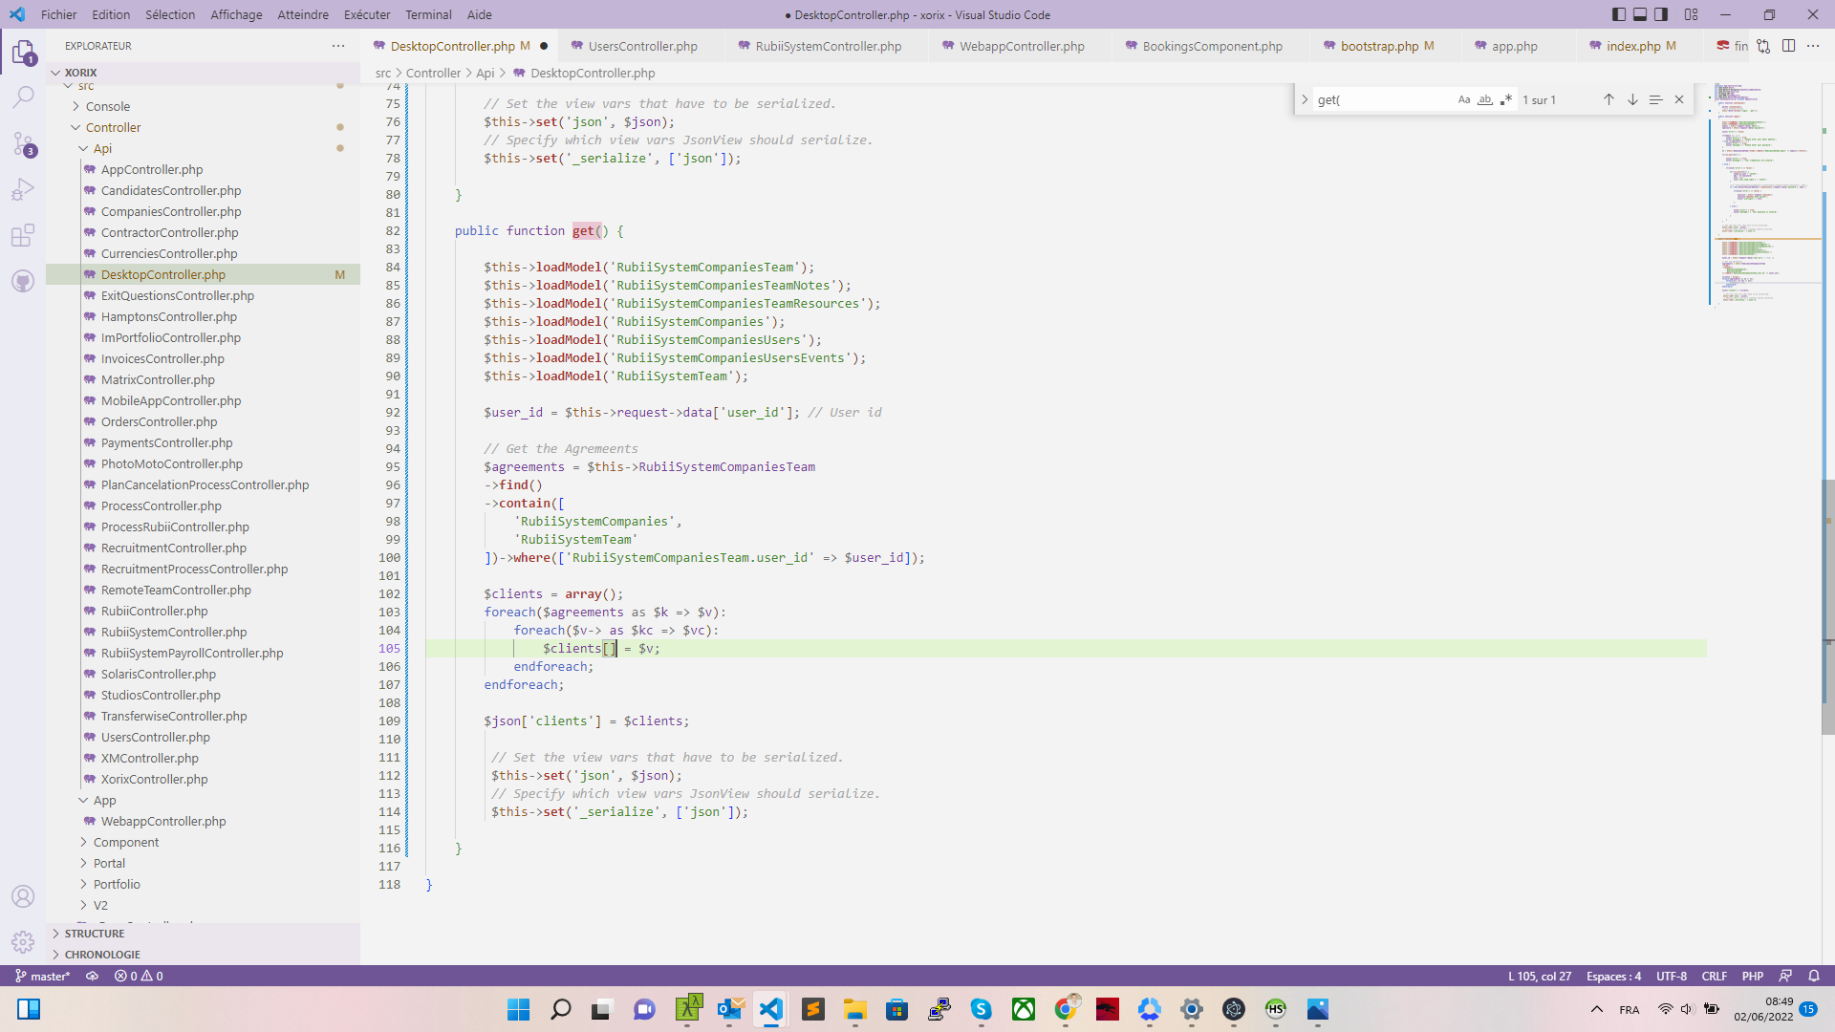 Fichier Edition Sélection Affichage Atteindre Exécuter Terminal Aide
● DesktopController.php - xorix - Visual Studio Code
EXPLORATEUR
DesktopController.php M
UsersController.php
RubiiSystemController.php
WebappController.php
BookingsComponent.php
bootstrap.php M
app.php
index.php M
fin
XORIX
src > Controller > Api > DesktopController.php
src
Console
Controller
Api
AppController.php
CandidatesController.php
CompaniesController.php
ContractorController.php
CurrenciesController.php
DesktopController.php M
ExitQuestionsController.php
HamptonsController.php
ImPortfolioController.php
InvoicesController.php
MatrixController.php
MobileAppController.php
OrdersController.php
PaymentsController.php
PhotoMotoController.php
PlanCancelationProcessController.php
ProcessController.php
ProcessRubiiController.php
RecruitmentController.php
RecruitmentProcessController.php
RemoteTeamController.php
RubiiController.php
RubiiSystemController.php
RubiiSystemPayrollController.php
SolarisController.php
StudiosController.php
TransferwiseController.php
UsersController.php
XMController.php
XorixController.php
App
WebappController.php
Component
Portal
Portfolio
V2
STRUCTURE
CHRONOLOGIE
1
3
get(
Aa ab 1 sur 1
74
75 // Set the view vars that have to be serialized.
76 $this->set('json', $json);
77 // Specify which view vars JsonView should serialize.
78 $this->set('_serialize', ['json']);
79
80 }
81
82 public function get() {
83
84 $this->loadModel('RubiiSystemCompaniesTeam');
85 $this->loadModel('RubiiSystemCompaniesTeamNotes');
86 $this->loadModel('RubiiSystemCompaniesTeamResources');
87 $this->loadModel('RubiiSystemCompanies');
88 $this->loadModel('RubiiSystemCompaniesUsers');
89 $this->loadModel('RubiiSystemCompaniesUsersEvents');
90 $this->loadModel('RubiiSystemTeam');
91
92 $user_id = $this->request->data['user_id']; // User id
93
94 // Get the Agremeents
95 $agreements = $this->RubiiSystemCompaniesTeam
96 ->find()
97 ->contain([
98 'RubiiSystemCompanies',
99 'RubiiSystemTeam'
100 ])->where(['RubiiSystemCompaniesTeam.user_id' => $user_id]);
101
102 $clients = array();
103 foreach($agreements as $k => $v):
104 foreach($v-> as $kc => $vc):
105 $clients[] = $v;
106 endforeach;
107 endforeach;
108
109 $json['clients'] = $clients;
110
111 // Set the view vars that have to be serialized.
112 $this->set('json', $json);
113 // Specify which view vars JsonView should serialize.
114 $this->set('_serialize', ['json']);
115
116 }
117
118 }
master* 0 0
L 105, col 27 Espaces : 4 UTF-8 CRLF PHP
FRA
08:49
02/06/2022
15
HS